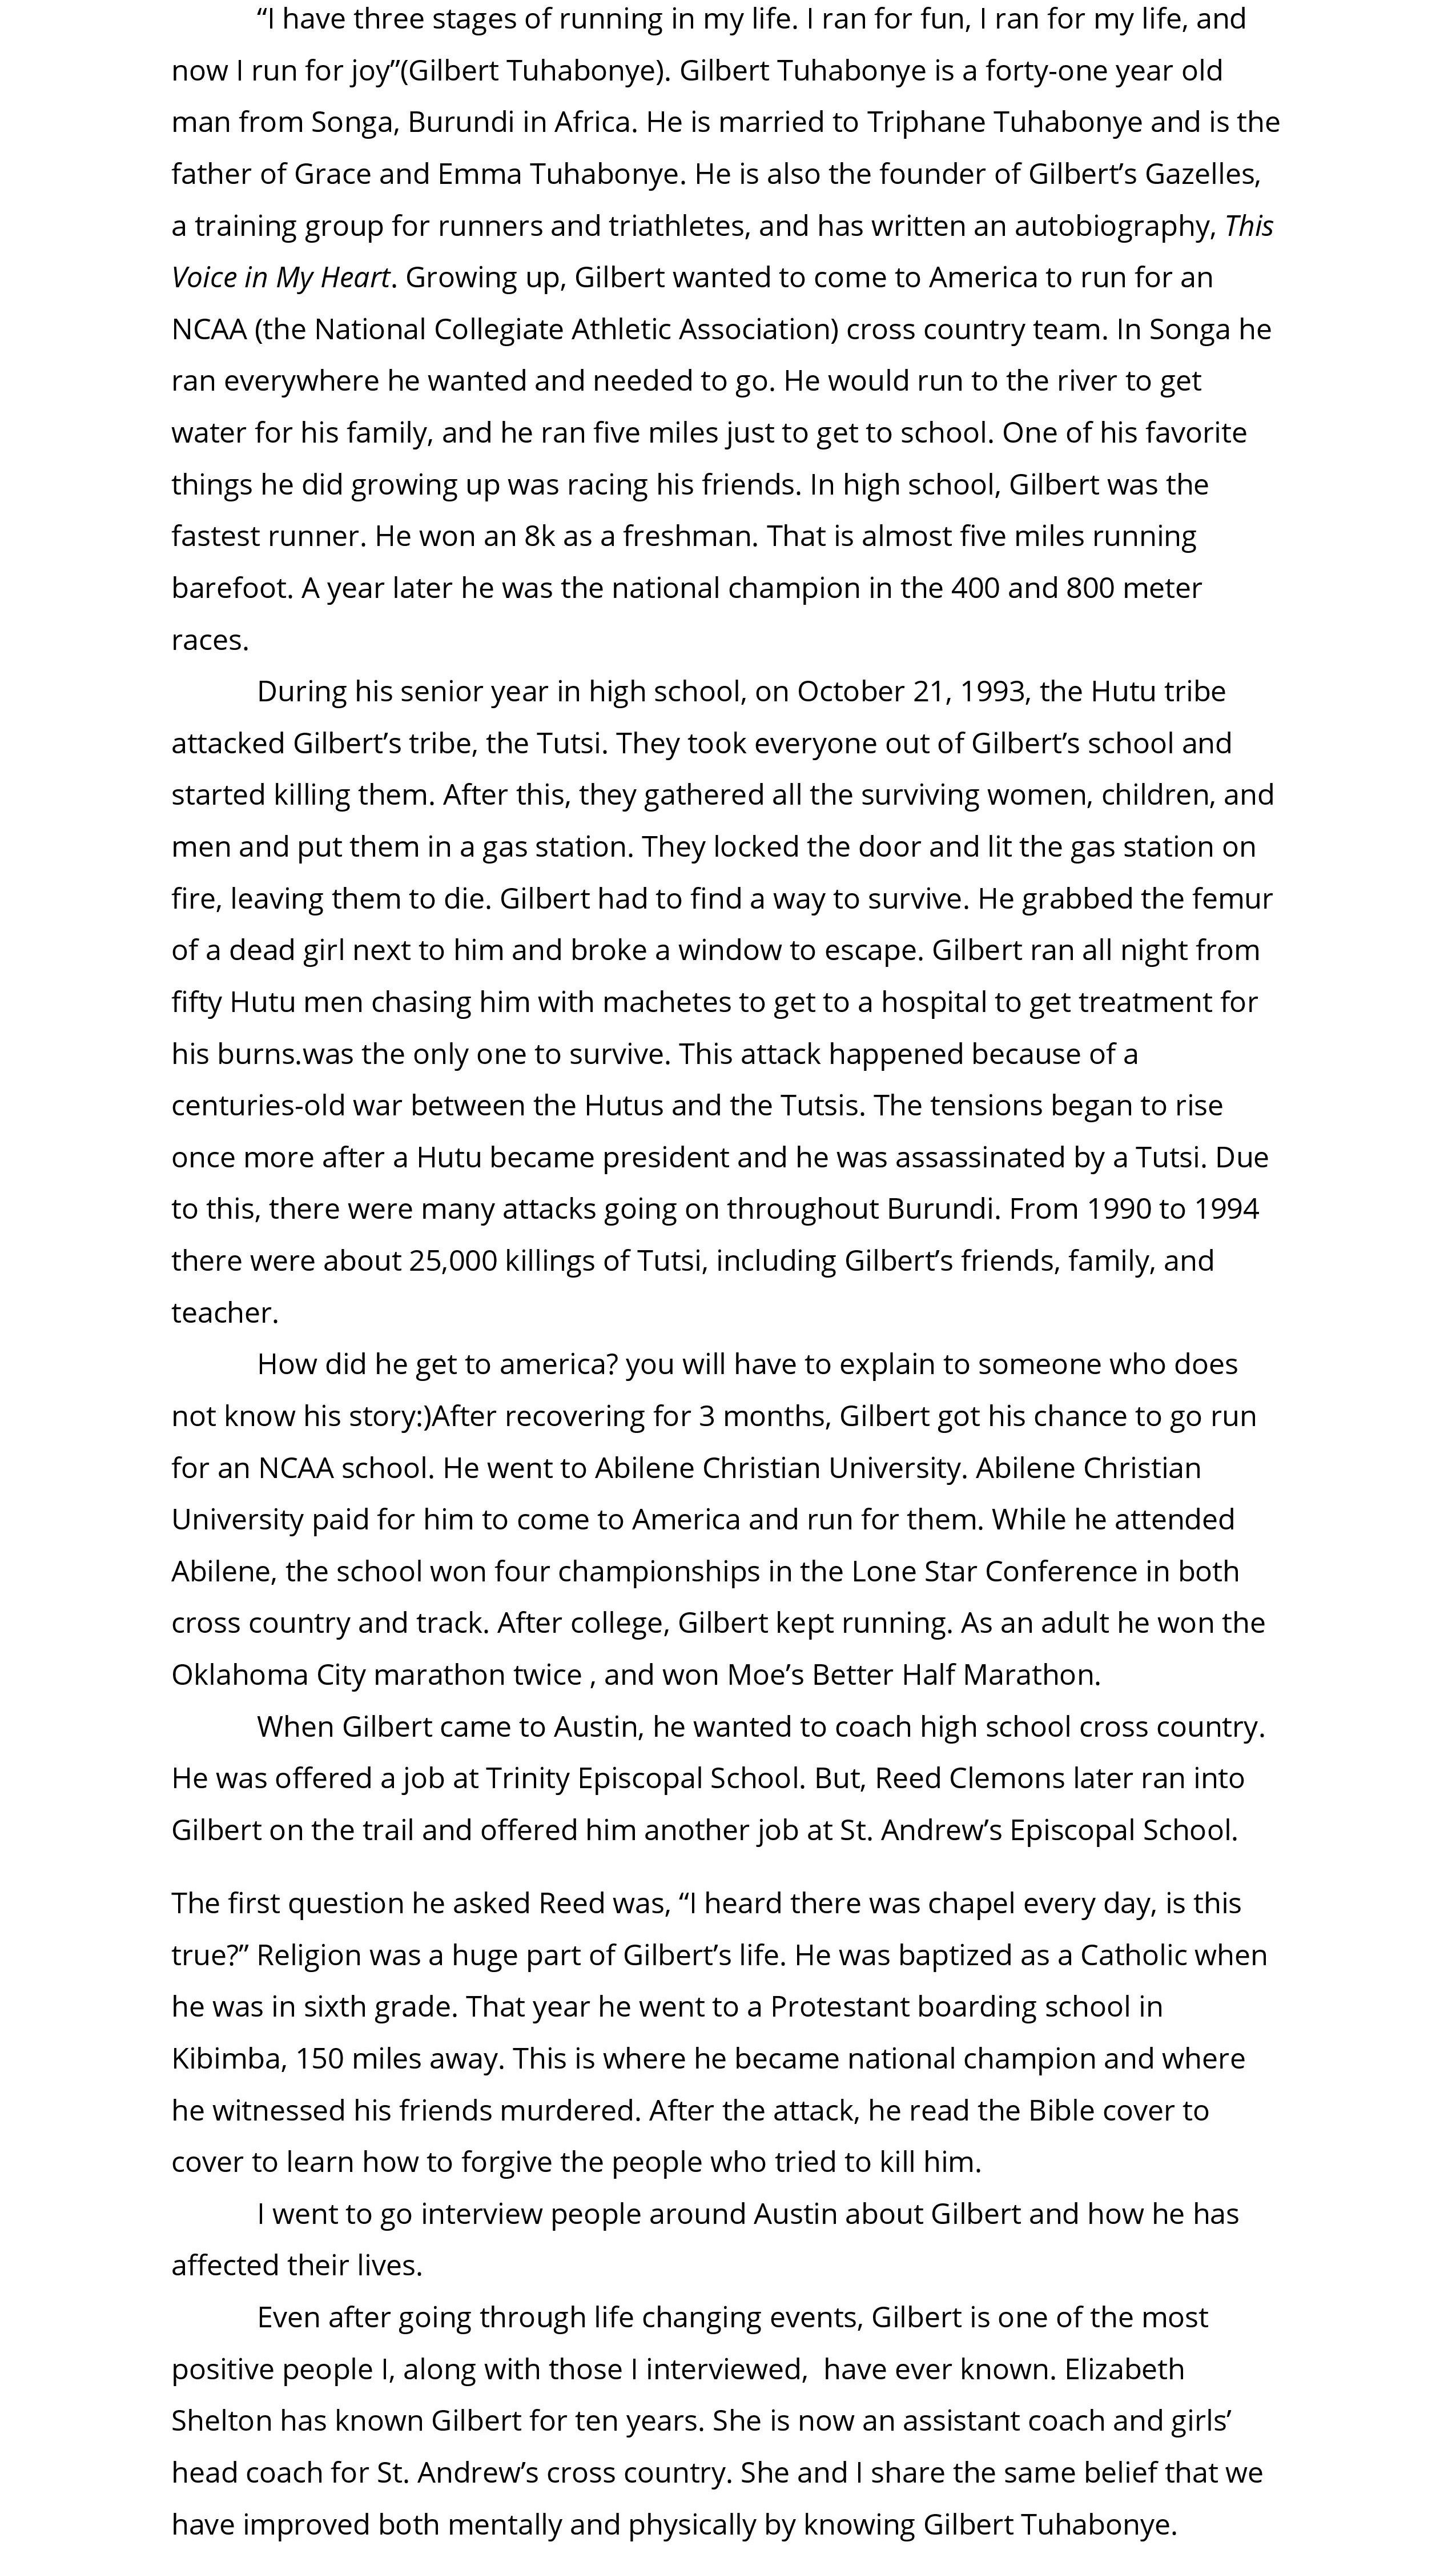 “I have three stages of running in my life. I ran for fun, I ran for my life, and
now I run for joy”(Gilbert Tuhabonye). Gilbert Tuhabonye is a forty-one year old
man from Songa, Burundi in Africa. He is married to Triphane Tuhabonye and is the
father of Grace and Emma Tuhabonye. He is also the founder of Gilbert’s Gazelles,
a training group for runners and triathletes, and has written an autobiography, This
Voice in My Heart. Growing up, Gilbert wanted to come to America to run for an
NCAA (the National Collegiate Athletic Association) cross country team. In Songa he
ran everywhere he wanted and needed to go. He would run to the river to get
water for his family, and he ran five miles just to get to school. One of his favorite
things he did growing up was racing his friends. In high school, Gilbert was the
fastest runner. He won an 8k as a freshman. That is almost five miles running
barefoot. A year later he was the national champion in the 400 and 800 meter
races.
During his senior year in high school, on October 21, 1993, the Hutu tribe
attacked Gilbert’s tribe, the Tutsi. They took everyone out of Gilbert’s school and
started killing them. After this, they gathered all the surviving women, children, and
men and put them in a gas station. They locked the door and lit the gas station on
fire, leaving them to die. Gilbert had to find a way to survive. He grabbed the femur
of a dead girl next to him and broke a window to escape. Gilbert ran all night from
fifty Hutu men chasing him with machetes to get to a hospital to get treatment for
his burns.was the only one to survive. This attack happened because of a
centuries-old war between the Hutus and the Tutsis. The tensions began to rise
once more after a Hutu became president and he was assassinated by a Tutsi. Due
to this, there were many attacks going on throughout Burundi. From 1990 to 1994
there were about 25,000 killings of Tutsi, including Gilbert’s friends, family, and
teacher.
How did he get to america? you will have to explain to someone who does
not know his story:)After recovering for 3 months, Gilbert got his chance to go run
for an NCAA school. He went to Abilene Christian University. Abilene Christian
University paid for him to come to America and run for them. While he attended
Abilene, the school won four championships in the Lone Star Conference in both
cross country and track. After college, Gilbert kept running. As an adult he won the
Oklahoma City marathon twice , and won Moe’s Better Half Marathon.
When Gilbert came to Austin, he wanted to coach high school cross country.
He was offered a job at Trinity Episcopal School. But, Reed Clemons later ran into
Gilbert on the trail and offered him another job at St. Andrew’s Episcopal School.
The first question he asked Reed was, “I heard there was chapel every day, is this
true?” Religion was a huge part of Gilbert’s life. He was baptized as a Catholic when
he was in sixth grade. That year he went to a Protestant boarding school in
Kibimba, 150 miles away. This is where he became national champion and where
he witnessed his friends murdered. After the attack, he read the Bible cover to
cover to learn how to forgive the people who tried to kill him.
I went to go interview people around Austin about Gilbert and how he has
affected their lives.
Even after going through life changing events, Gilbert is one of the most
positive people I, along with those I interviewed,  have ever known. Elizabeth
Shelton has known Gilbert for ten years. She is now an assistant coach and girls’
head coach for St. Andrew’s cross country. She and I share the same belief that we
have improved both mentally and physically by knowing Gilbert Tuhabonye.